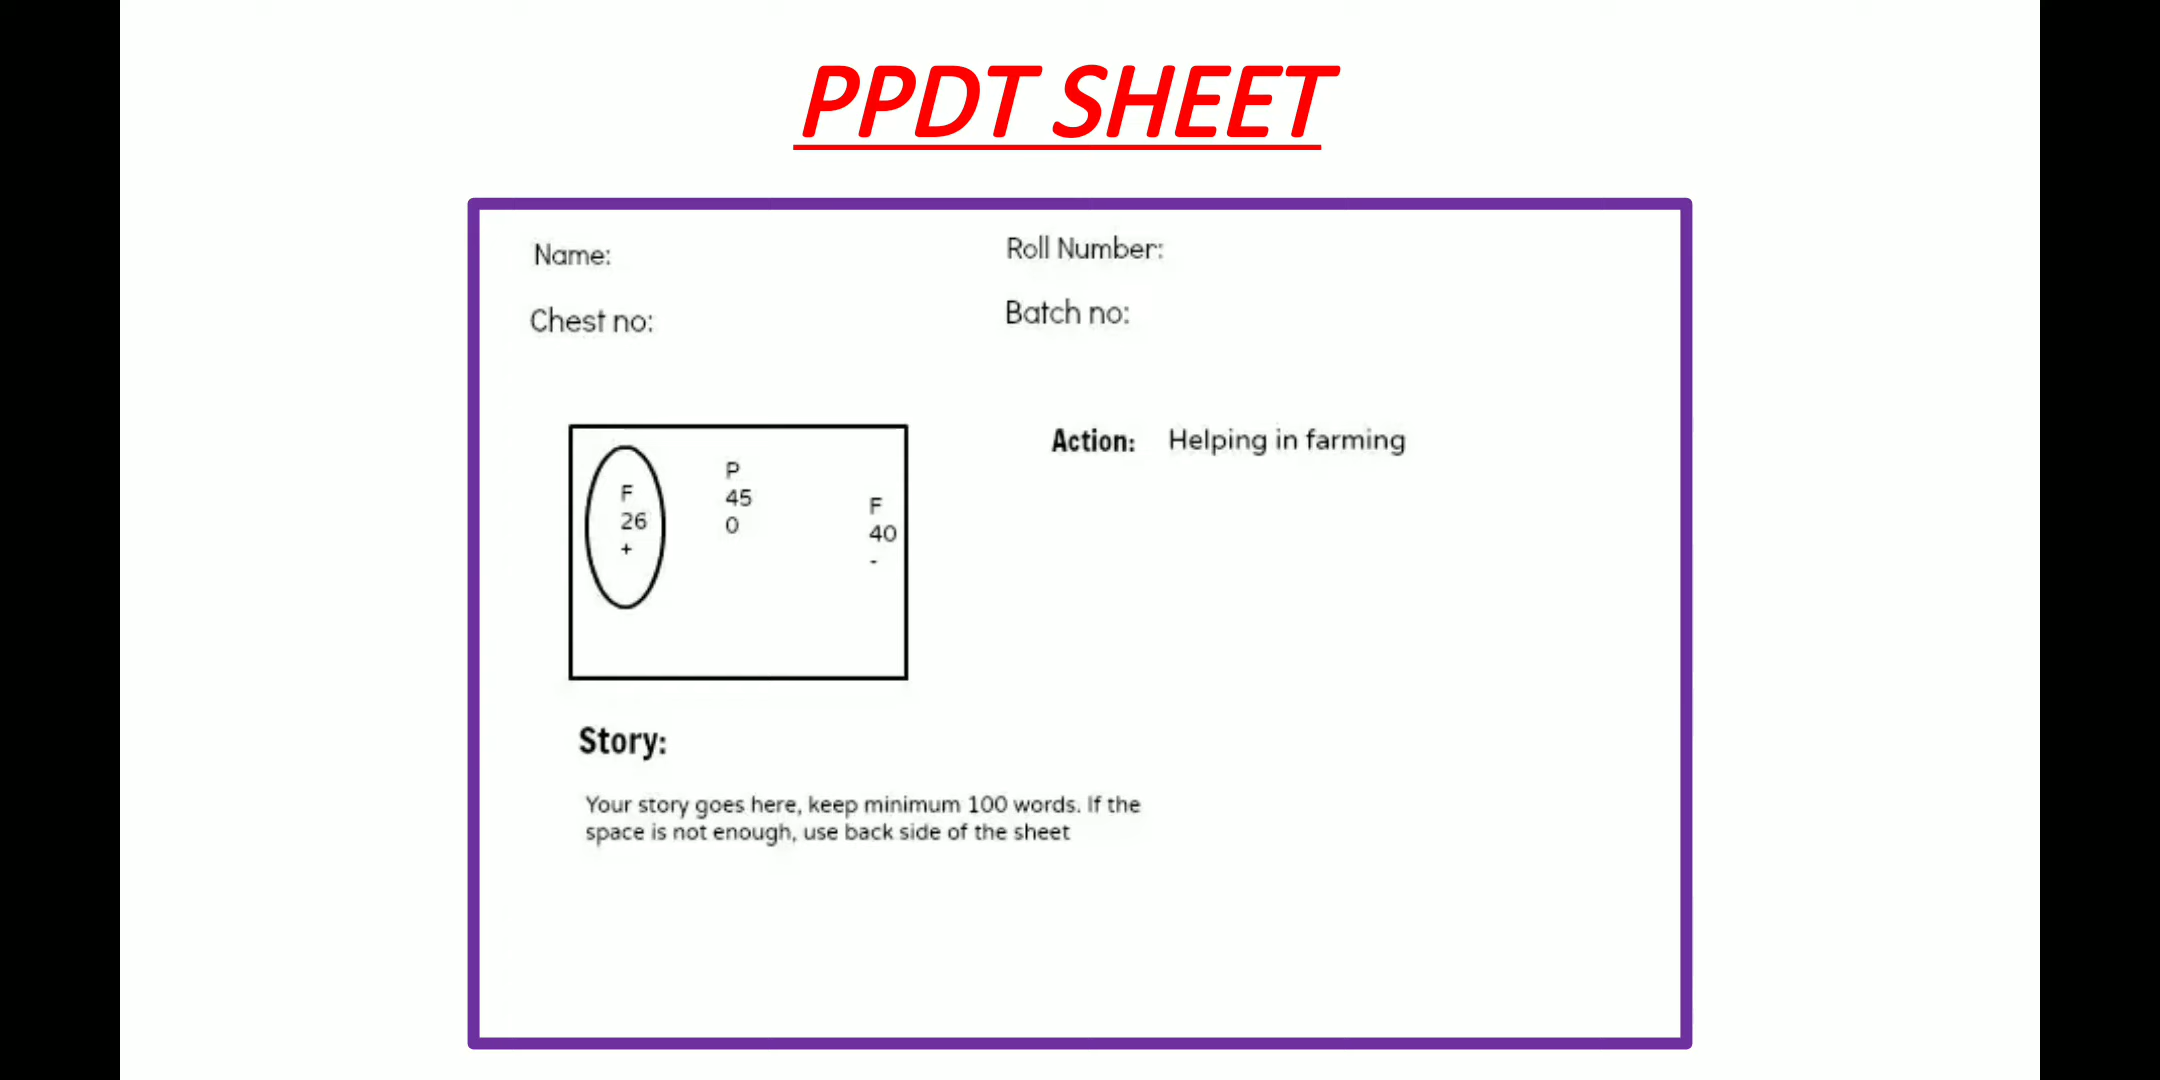 PPDT SHEET
Name:
Roll Number:
Chest no:
Batch no:
F
26
+
P
45
0
F
40
-
Action: Helping in farming
Story:
Your story goes here, keep minimum 100 words. If the
space is not enough, use back side of the sheet